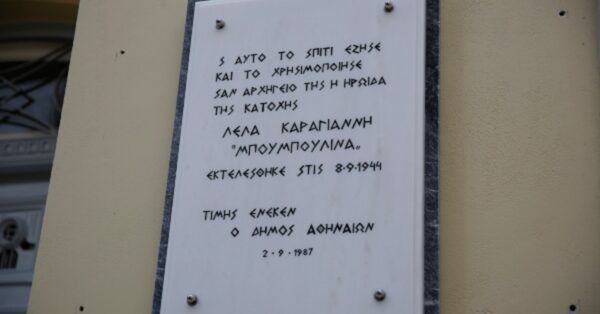 S ΑΥΤΟ ΤΟ ΣΠΙΤΙ ΕΖΗΣΕ
ΚΑΙ ΤΟ ΧΡΗΣΙΜΟΠΟΙΗΣΕ
ΣΑΝ ΑΡΧΗΓΕΙΟ ΤΗΣ Η ΗΡΩΙΔΑ
ΤΗΣ ΚΑΤΟΧΗΣ
ΛΕΛΑ ΚΑΡΑΓΙΑΝΝΗ
"ΜΠΟΥΜΠΟΥΛΙΝΑ„
ΕΚΤΕΛΕΣΘΗΚΕ ΣΤΙΣ 8-9-1944
ΤΙΜΗΣ ΕΝΕΚΕΝ
Ο ΔΗΜΟΣ ΑΘΗΝΑΙΩΝ
2 - 9 - 1987